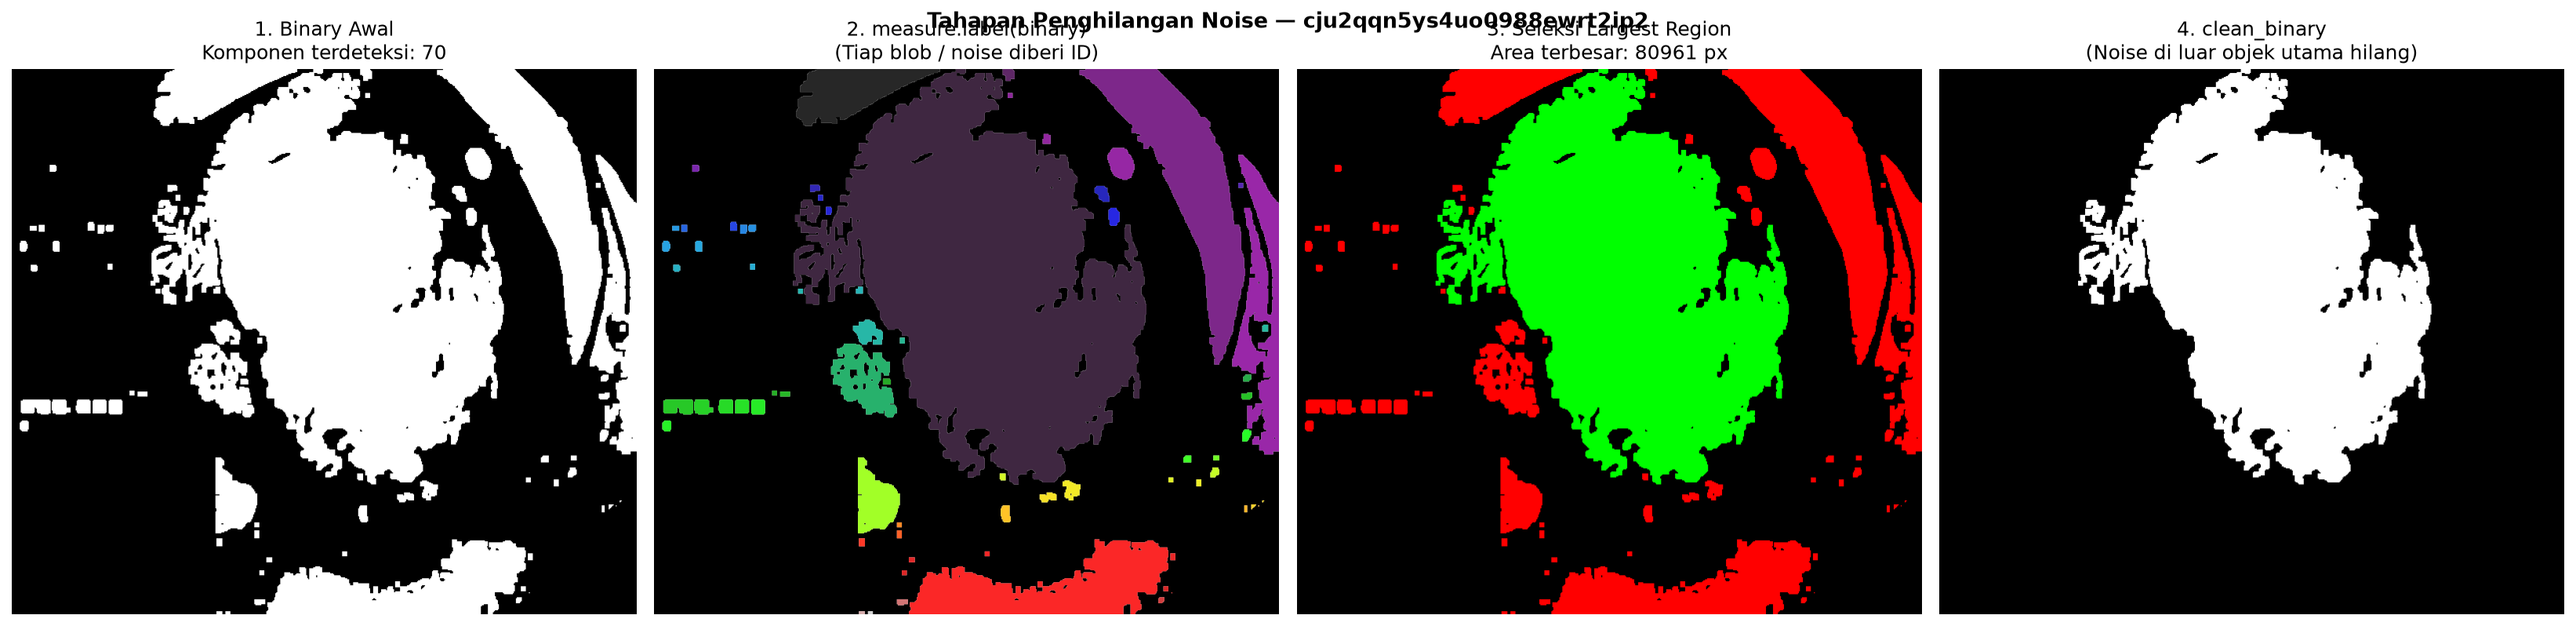 Tahapan Penghilangan Noise — cju2qqn5ys4uo0988ewrt2ip2
1. Binary Awal
Komponen terdeteksi: 70
2. measure.label(binary)
(Tiap blob / noise diberi ID)
3. Seleksi Largest Region
Area terbesar: 80961 px
4. clean_binary
(Noise di luar objek utama hilang)